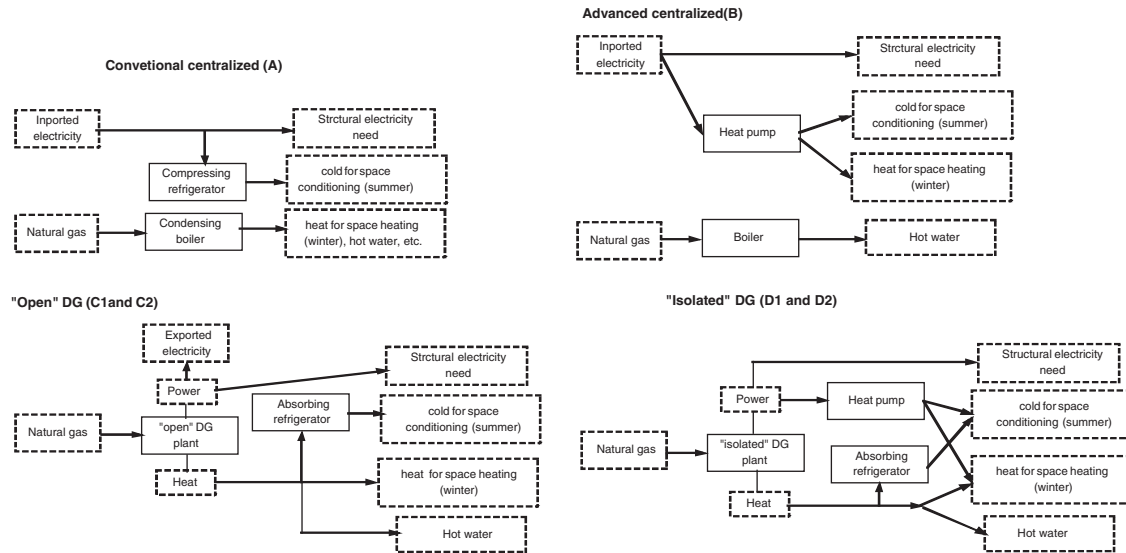 Convetional centralized (A)
Inported
electricity
Strctural electricity
need
Compressing
refrigerator
cold for space
conditioning (summer)
Natural gas
Condensing
boiler
heat for space heating
(winter), hot water, etc.
Advanced centralized(B)
Inported
electricity
Strctural electricity
need
Heat pump
cold for space
conditioning (summer)
heat for space heating
(winter)
Natural gas
Boiler
Hot water
"Open" DG (C1and C2)
Exported
electricity
Strctural electricity
need
Power
Absorbing
refrigerator
cold for space
conditioning (summer)
Natural gas
"open" DG
plant
Heat
heat for space heating
(winter)
Hot water
"Isolated" DG (D1 and D2)
Structural electricity
need
Power
Heat pump
cold for space
conditioning (summer)
Natural gas
"isolated" DG
plant
Absorbing
refrigerator
heat for space heating
(winter)
Heat
Hot water